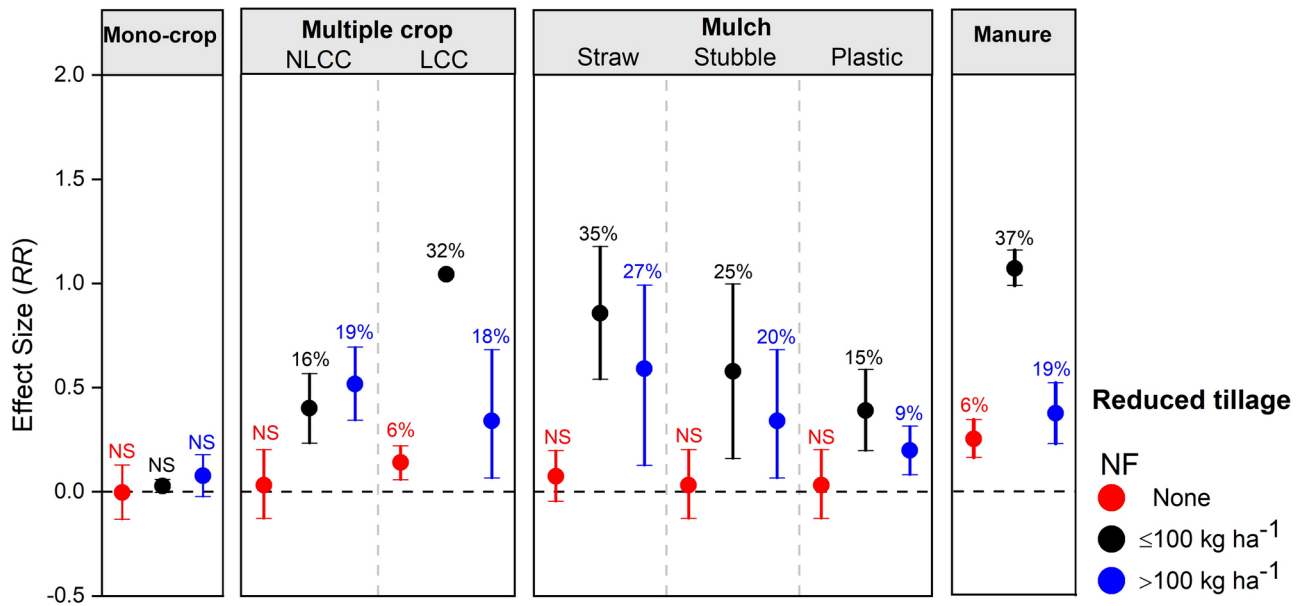 Mono-crop
Multiple crop
NLCC LCC
Mulch
Straw Stubble Plastic
Manure
Effect Size (RR)
2.0
1.5
1.0
0.5
0.0
-0.5
NS
NS
NS
NS
16%
19%
6%
32%
18%
NS
35%
27%
NS
25%
20%
NS
15%
9%
6%
37%
19%
Reduced tillage
NF
None
≤100 kg ha⁻¹
>100 kg ha⁻¹